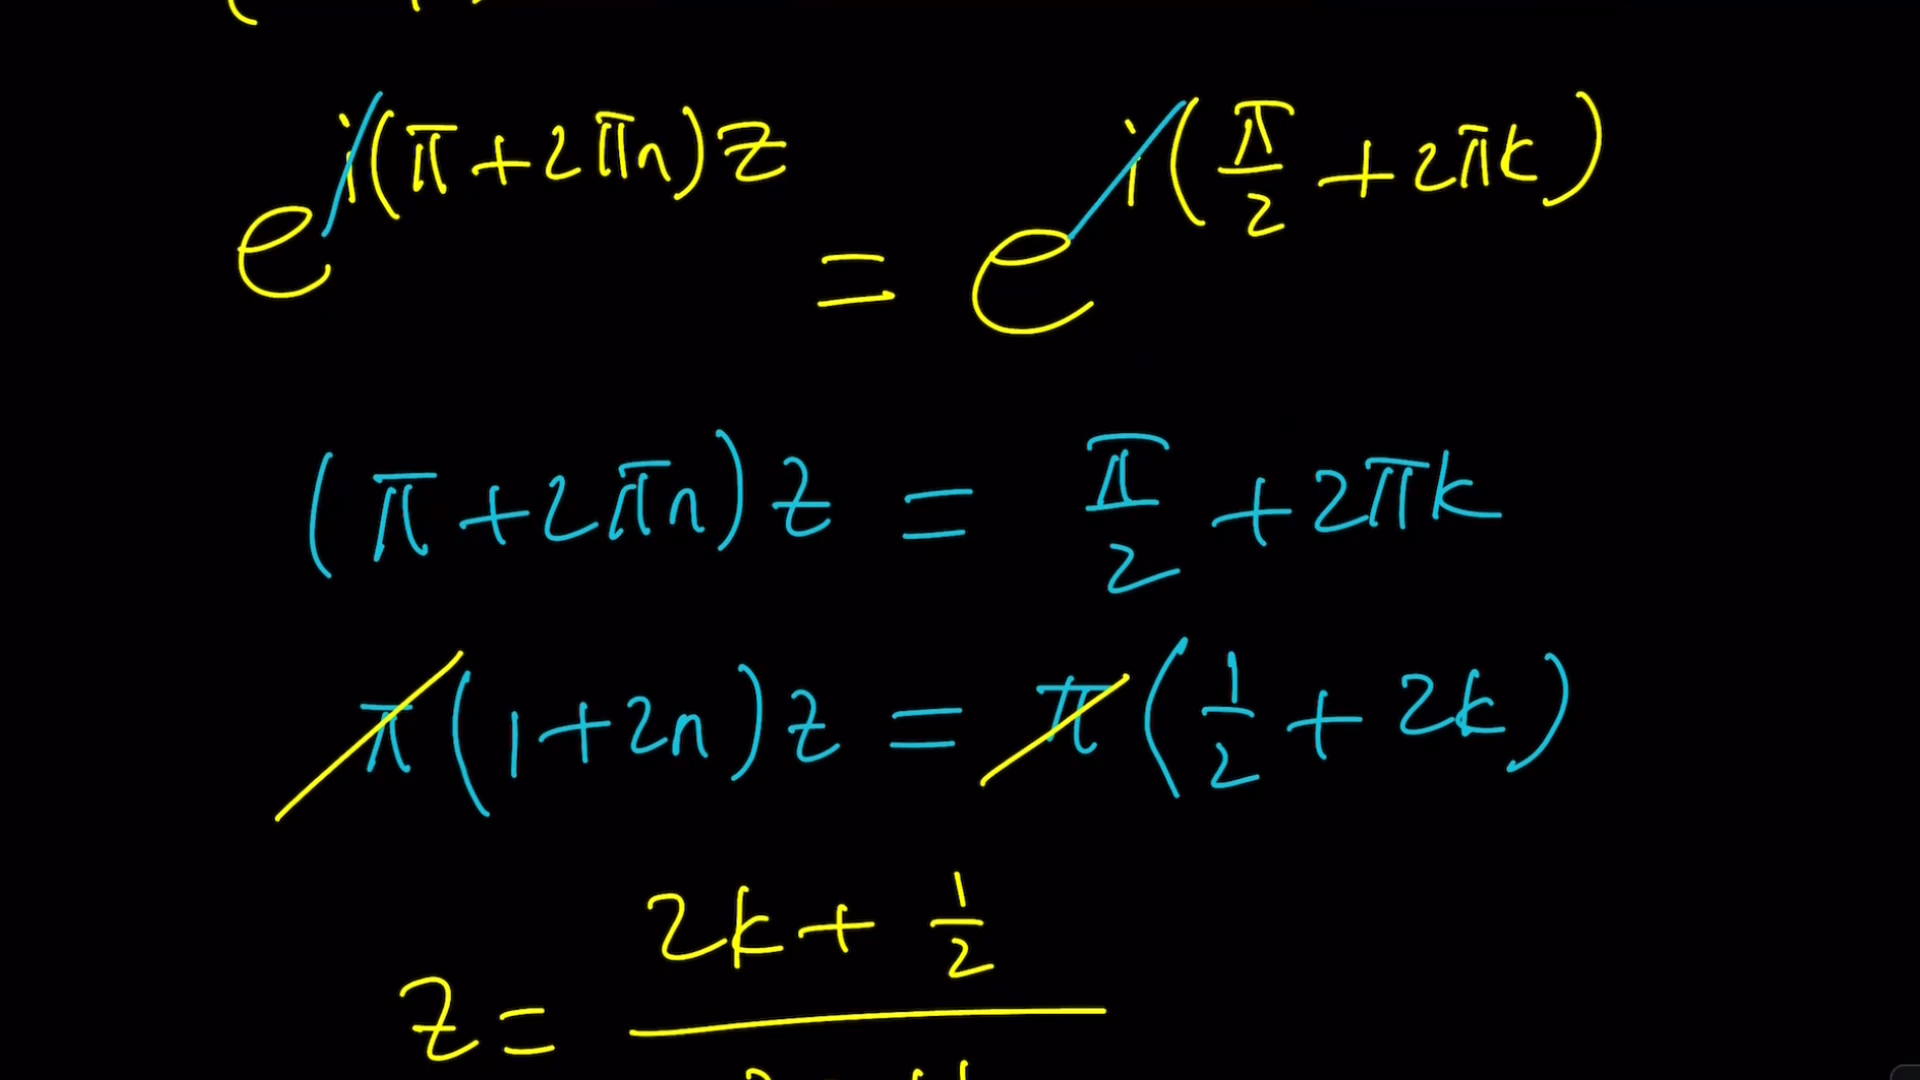 e^{i(π+2πn)z} = e^{i(π/2+2πk)}
(π+2πn)z = π/2 +2πk
π(1+2n)z = π(1/2 + 2k)
2k + 1/2
z =